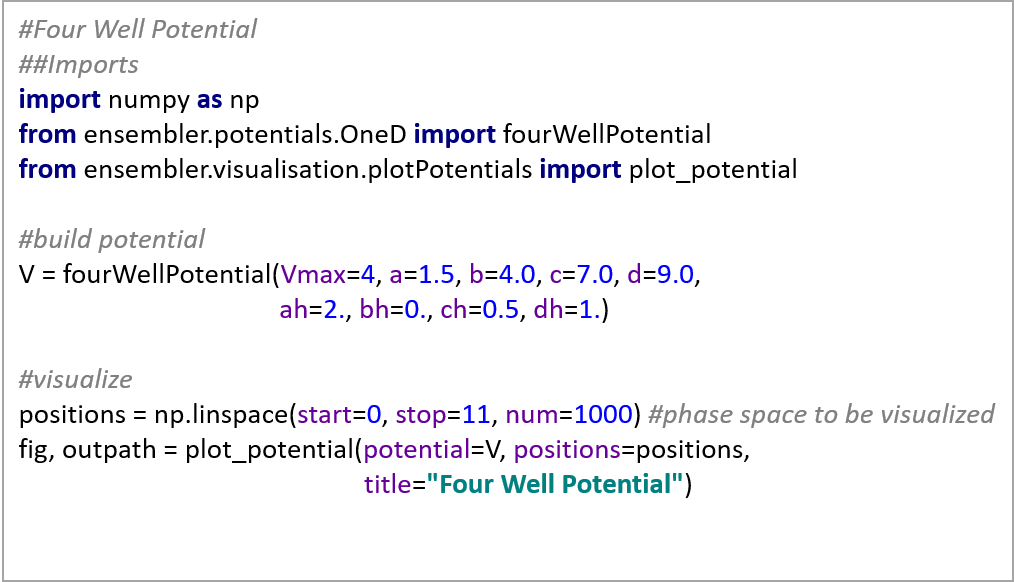 #Four Well Potential
##Imports
import numpy as np
from ensembler.potentials.OneD import fourWellPotential
from ensembler.visualisation.plotPotentials import plot_potential
#build potential
V = fourWellPotential(Vmax=4, a=1.5, b=4.0, c=7.0, d=9.0,
ah=2., bh=0., ch=0.5, dh=1.)
#visualize
positions = np.linspace(start=0, stop=11, num=1000) #phase space to be visualized
fig, outpath = plot_potential(potential=V, positions=positions,
title="Four Well Potential")